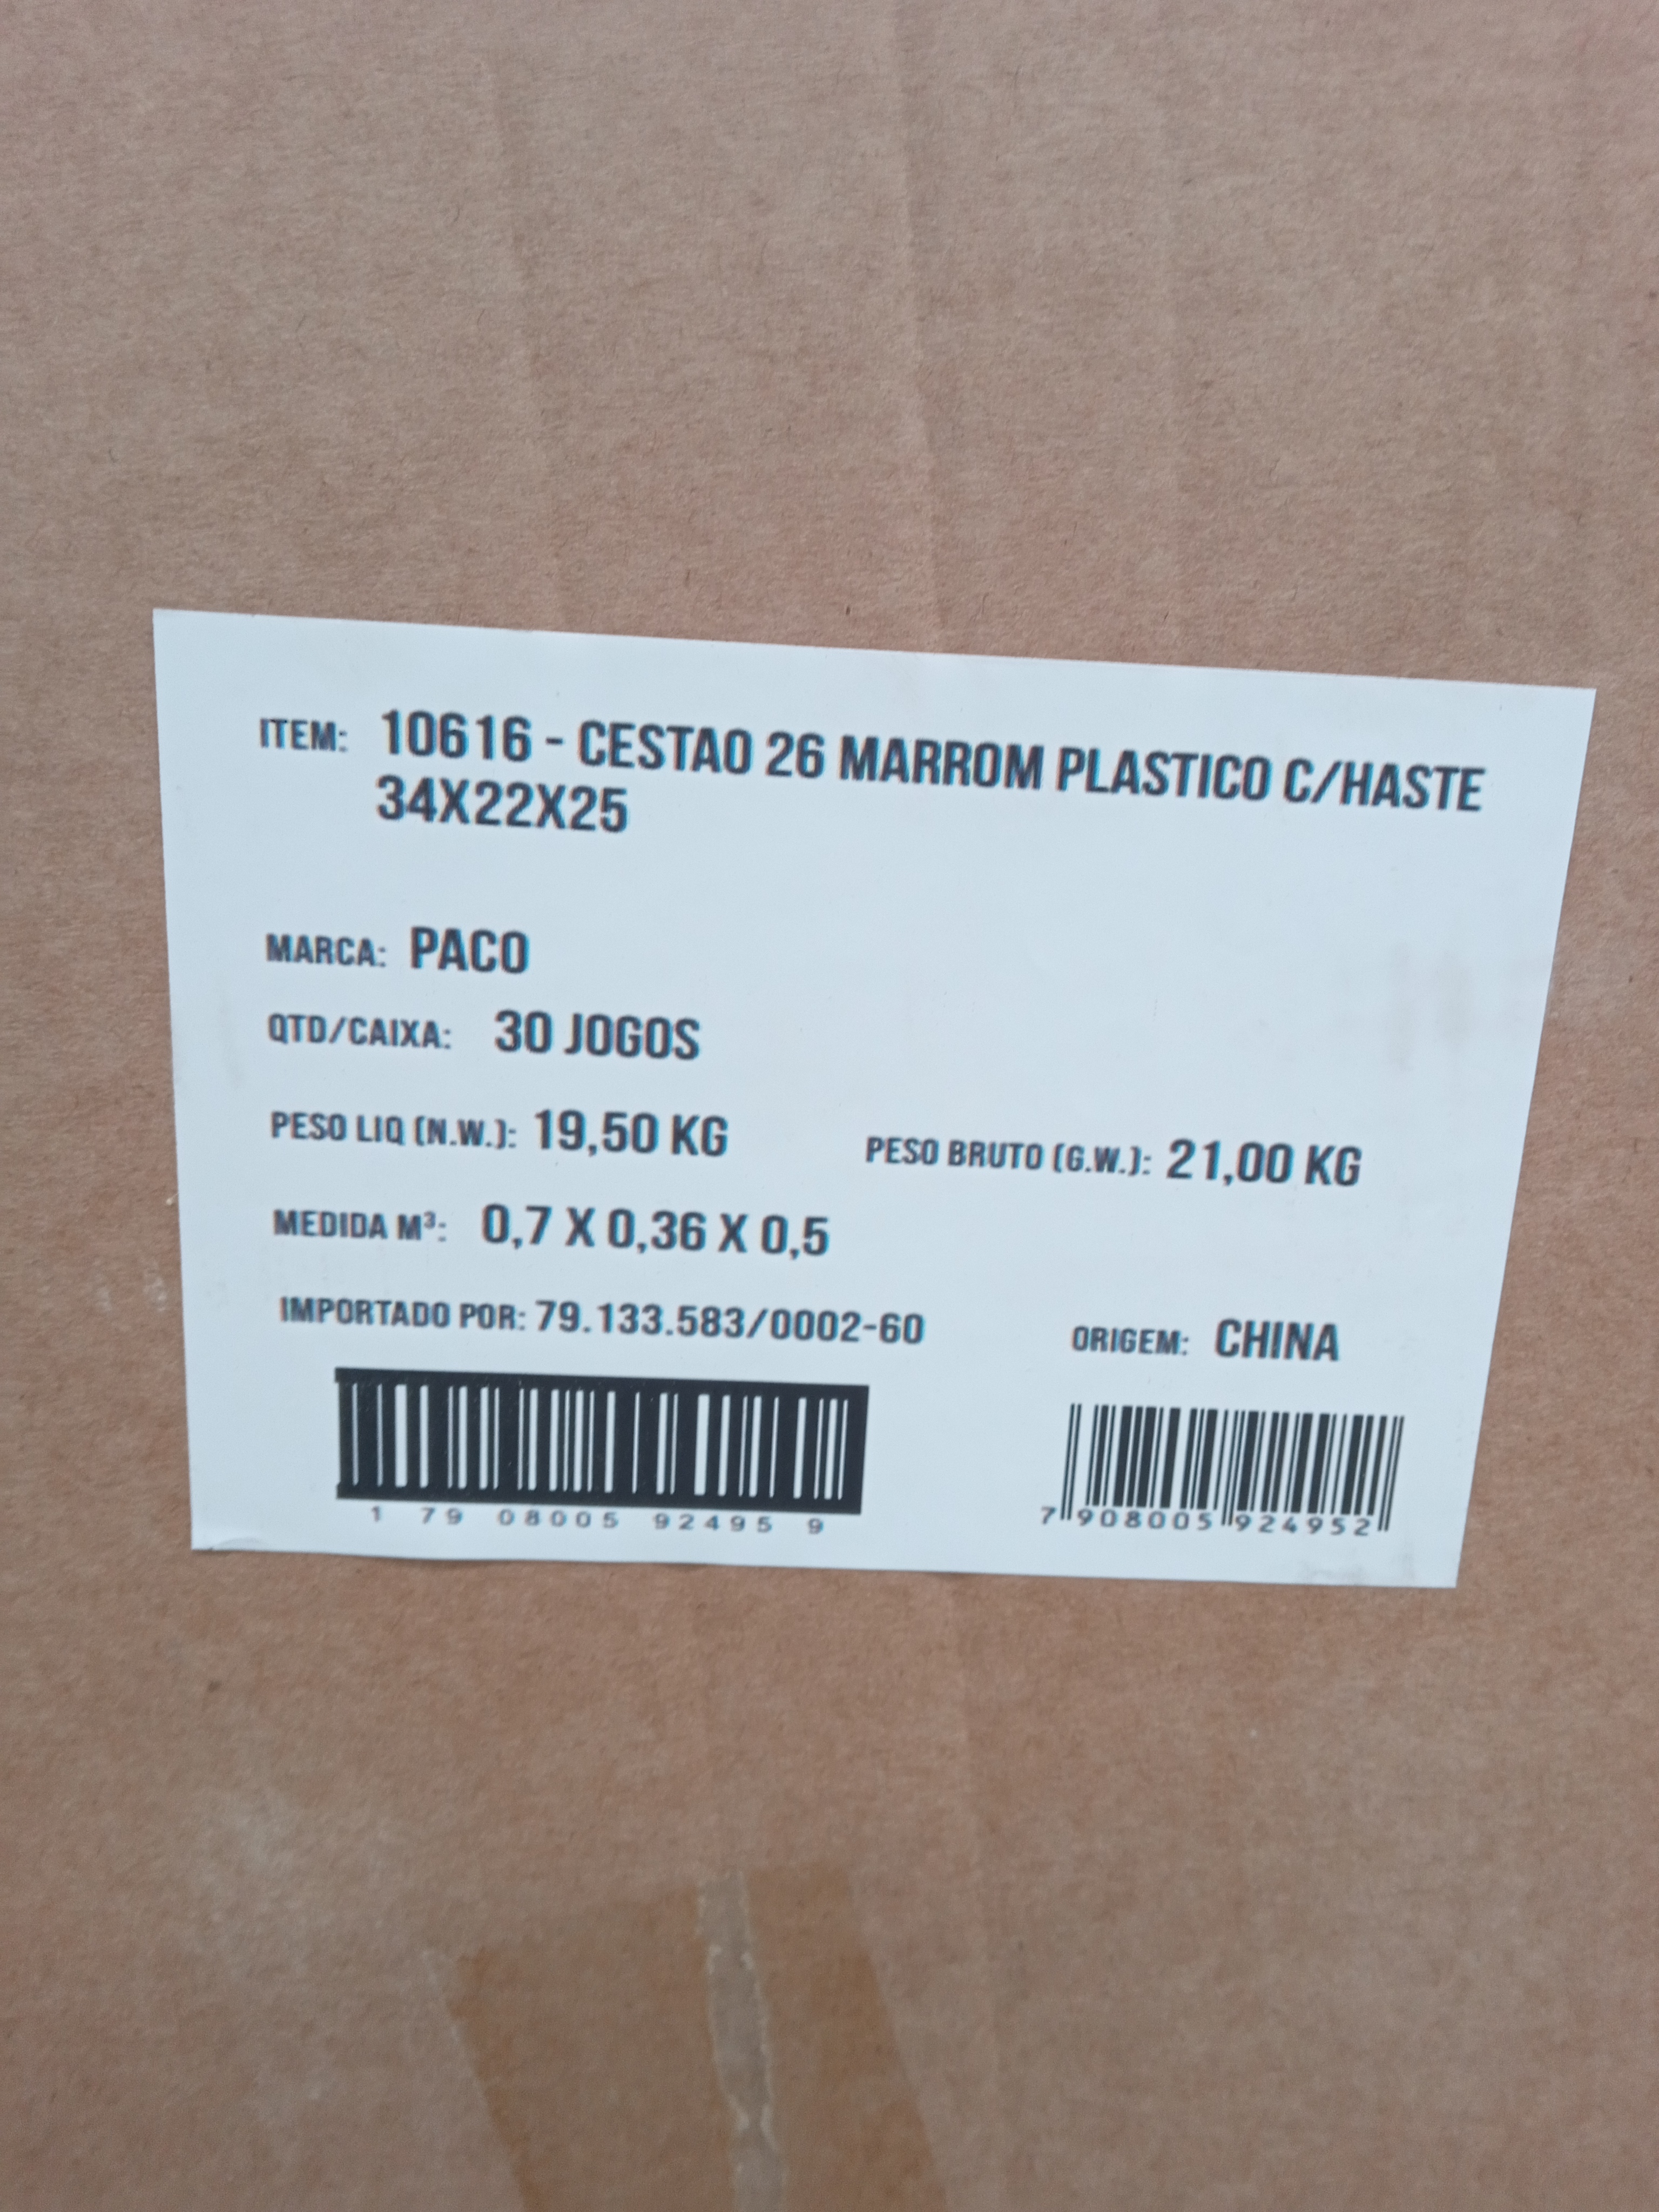 ITEM: 10616 - CESTAO 26 MARROM PLASTICO C/HASTE
34X22X25
MARCA: PACO
QTD/CAIXA: 30 JOGOS
PESO LIQ (N.W.): 19,50 KG PESO BRUTO (G.W.): 21,00 KG
MEDIDA M³: 0,7 X 0,36 X 0,5
IMPORTADO POR: 79.133.583/0002-60 ORIGEM: CHINA
1 79 08005 92495 9 7 908005 924952